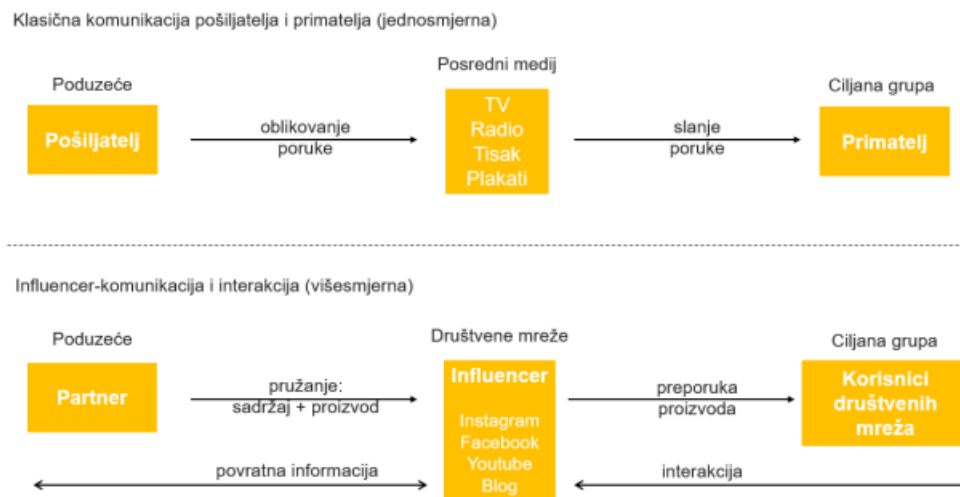 Klasična komunikacija pošiljatelja i primatelja (jednosmjerna)
Poduzeće
Pošiljatelj
oblikovanje
poruke
Posredni medij
TV
Radio
Tisak
Plakati
slanje
poruke
Ciljana grupa
Primatelj
Influencer-komunikacija i interakcija (višesmjerna)
Poduzeće
Partner
pružanje:
sadržaj + proizvod
povratna informacija
Društvene mreže
Influencer
Instagram
Facebook
Youtube
Blog
preporuka
proizvoda
interakcija
Ciljana grupa
Korisnici
društvenih
mreža